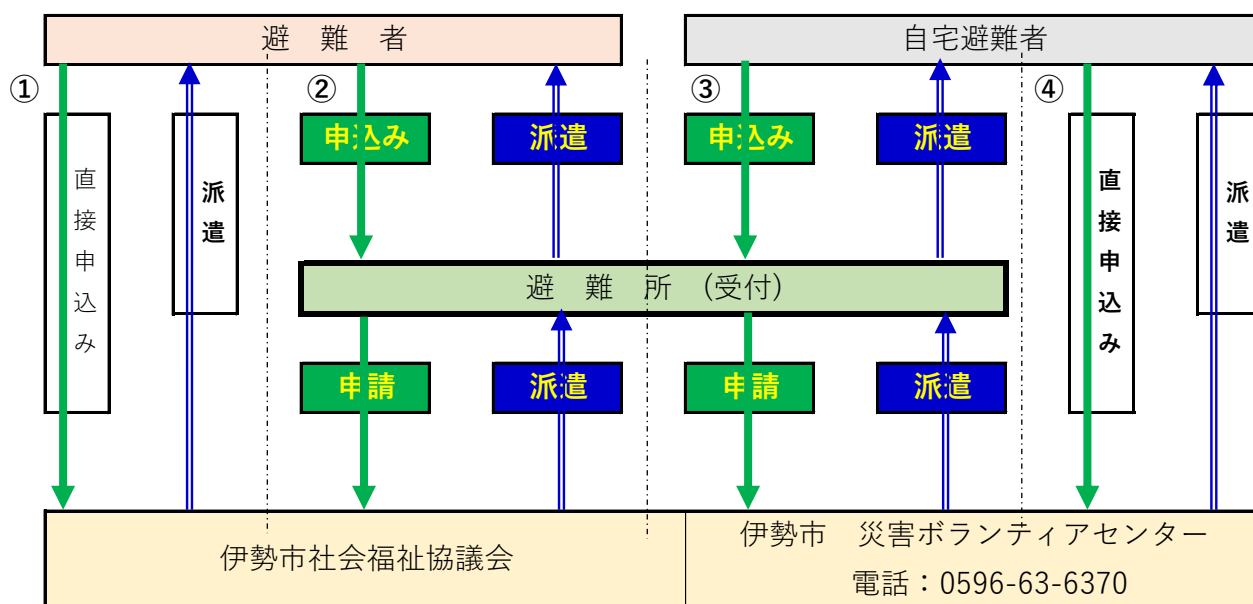 避 難 者
自宅避難者
①
②
③
④
申込み
派遣
申込み
派遣
直接申込み
派遣
直接申込み
派遣
避 難 所 (受付)
申請
派遣
申請
派遣
伊勢市社会福祉協議会
伊勢市 災害ボランティアセンター
電話：0596-63-6370